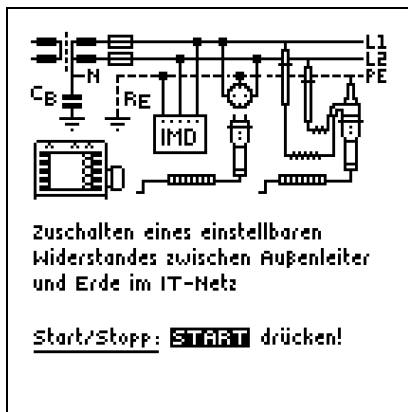 L1
L2
N
PE
CB
RE
IMD
Zuschalten eines einstellbaren
Widerstandes zwischen Außenleiter
und Erde im IT-Netz
Start/Stopp: START drücken!